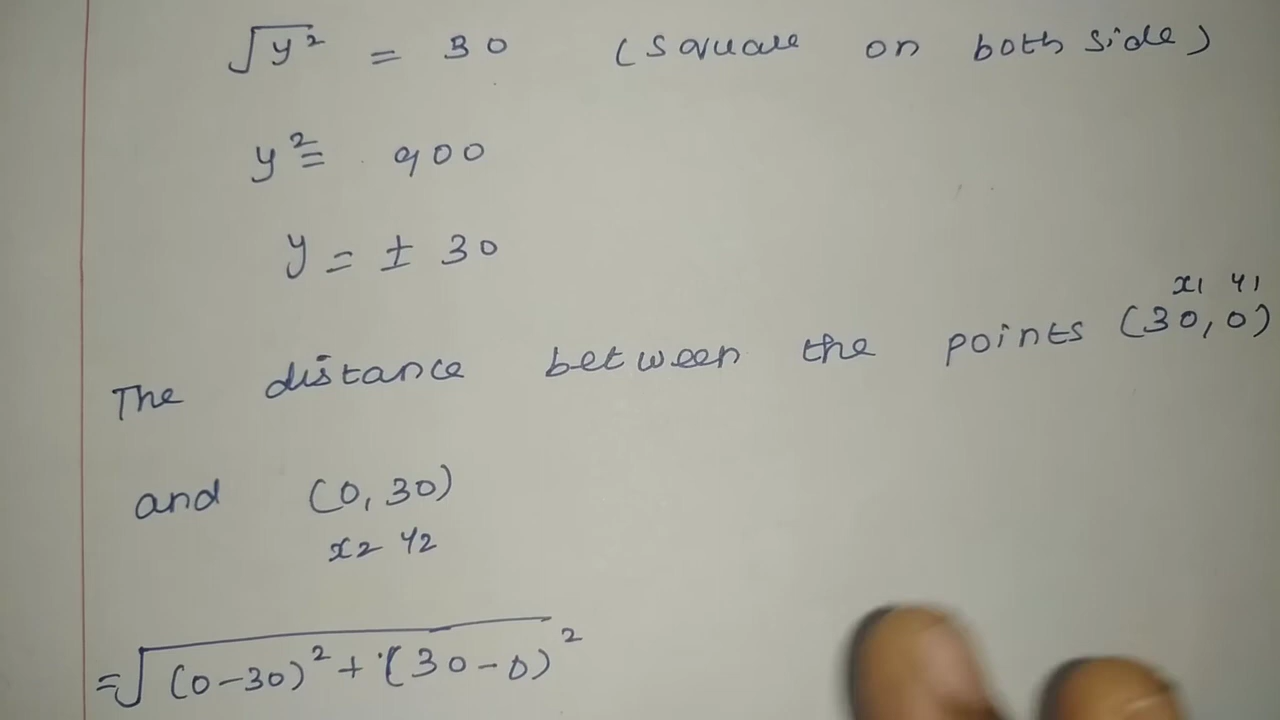 √y² = 30 (square on both side)
y² = 900
y = ± 30
x1 y1
The distance between the points (30,0)
and (0,30)
x2 y2
=√(0-30)² + (30-0)²